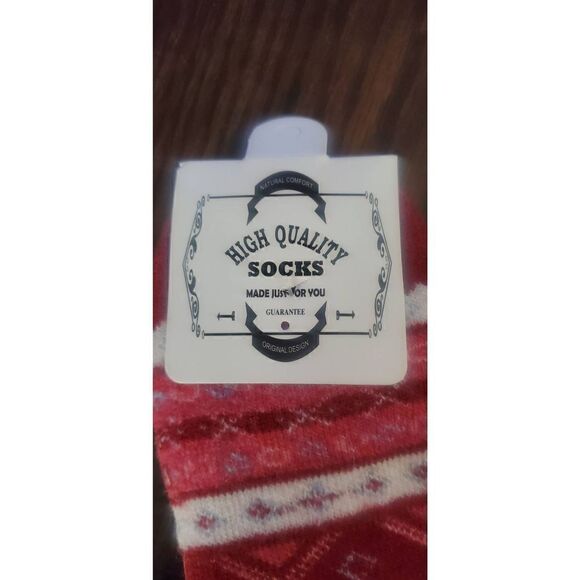 NATURAL COMFORT
HIGH QUALITY
SOCKS
MADE JUST FOR YOU
GUARANTEE
ORIGINAL DESIGN